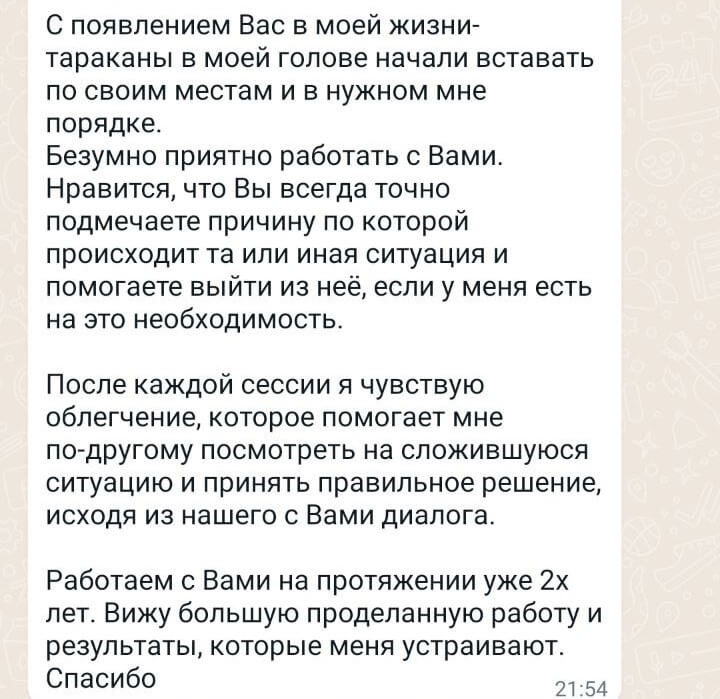 С появлением Вас в моей жизни-
тараканы в моей голове начали вставать
по своим местам и в нужном мне
порядке.
Безумно приятно работать с Вами.
Нравится, что Вы всегда точно
подмечаете причину по которой
происходит та или иная ситуация и
помогаете выйти из неё, если у меня есть
на это необходимость.

После каждой сессии я чувствую
облегчение, которое помогает мне
по-другому посмотреть на сложившуюся
ситуацию и принять правильное решение,
исходя из нашего с Вами диалога.

Работаем с Вами на протяжении уже 2х
лет. Вижу большую проделанную работу и
результаты, которые меня устраивают.
Спасибо
21:54